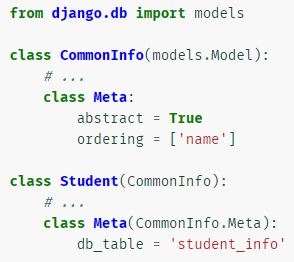 from django.db import models

class CommonInfo(models.Model):
    # ...
    class Meta:
        abstract = True
        ordering = ['name']

class Student(CommonInfo):
    # ...
    class Meta(CommonInfo.Meta):
        db_table = 'student_info'